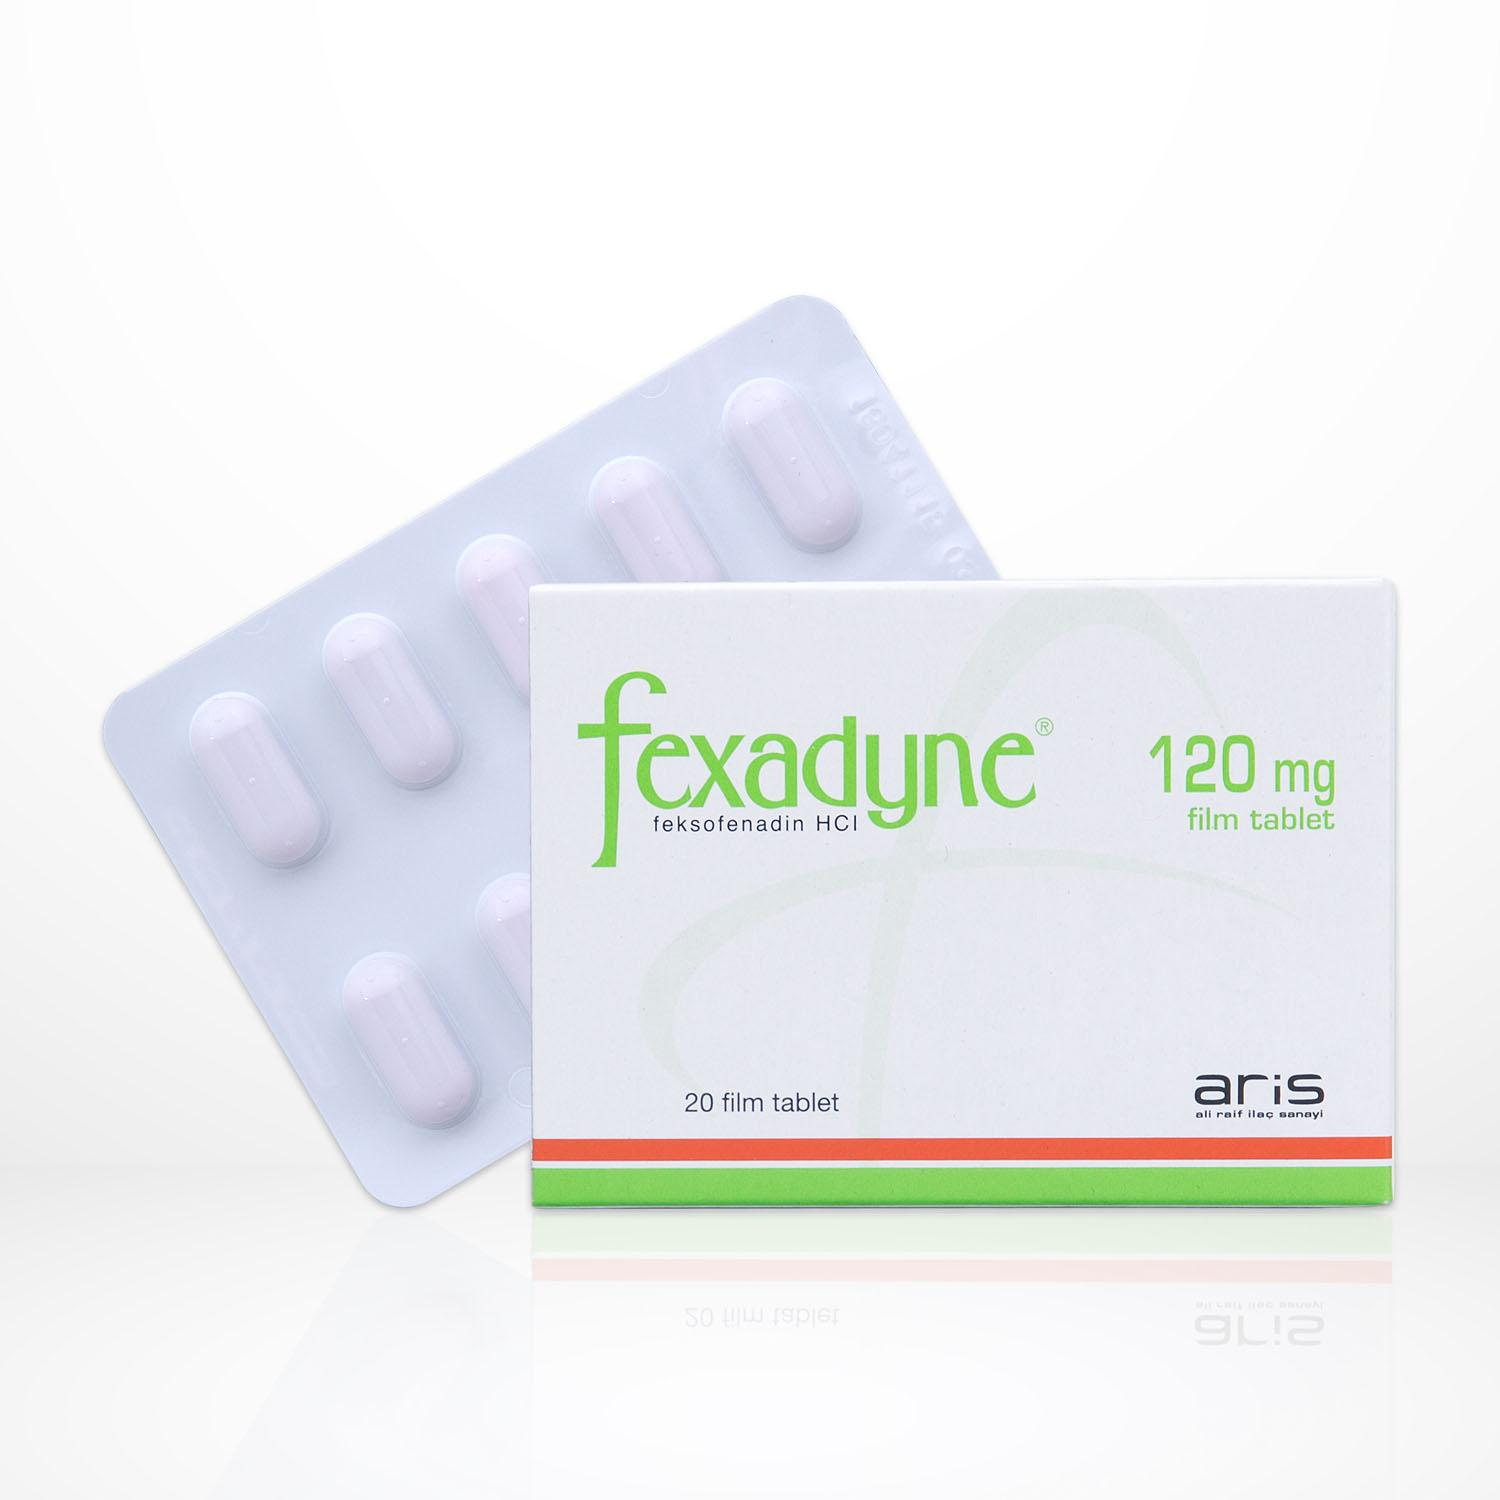 fexadyne®
feksofenadin HCl
120 mg
film tablet
20 film tablet
aris
ali raif ilaç sanayi